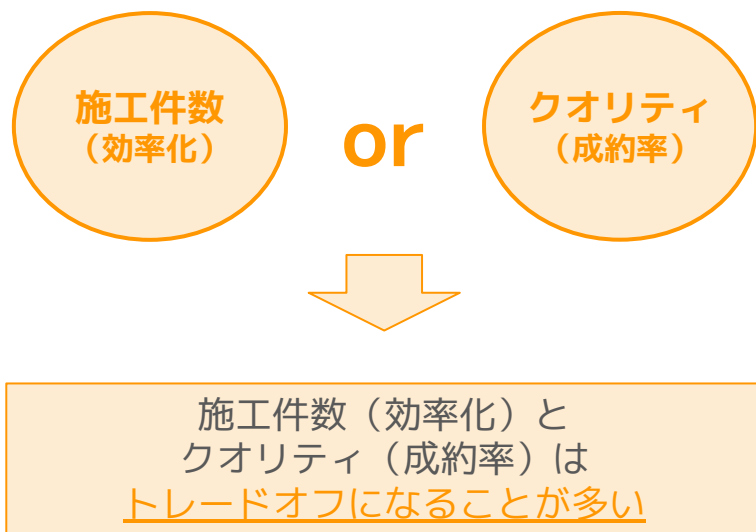 施工件数
（効率化）
or
クオリティ
（成約率）
施工件数（効率化）と
クオリティ（成約率）は
トレードオフになることが多い